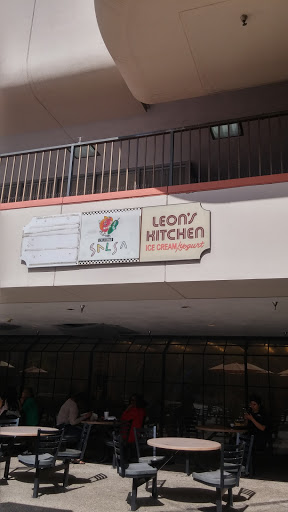 SALSA
LEON'S
KITCHEN
ICE CREAM & Yogurt